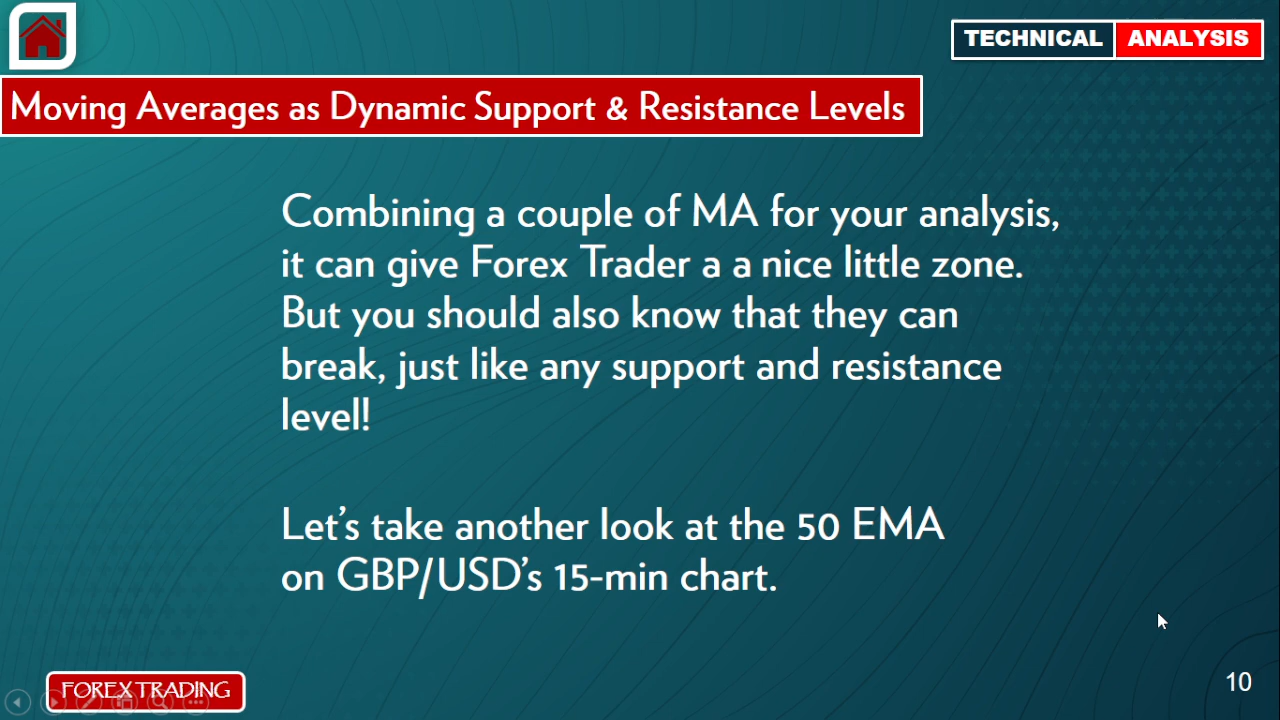 TECHNICAL ANALYSIS
Moving Averages as Dynamic Support & Resistance Levels
Combining a couple of MA for your analysis,
it can give Forex Trader a a nice little zone.
But you should also know that they can
break, just like any support and resistance
level!
Let's take another look at the 50 EMA
on GBP/USD's 15-min chart.
FOREX TRADING
10